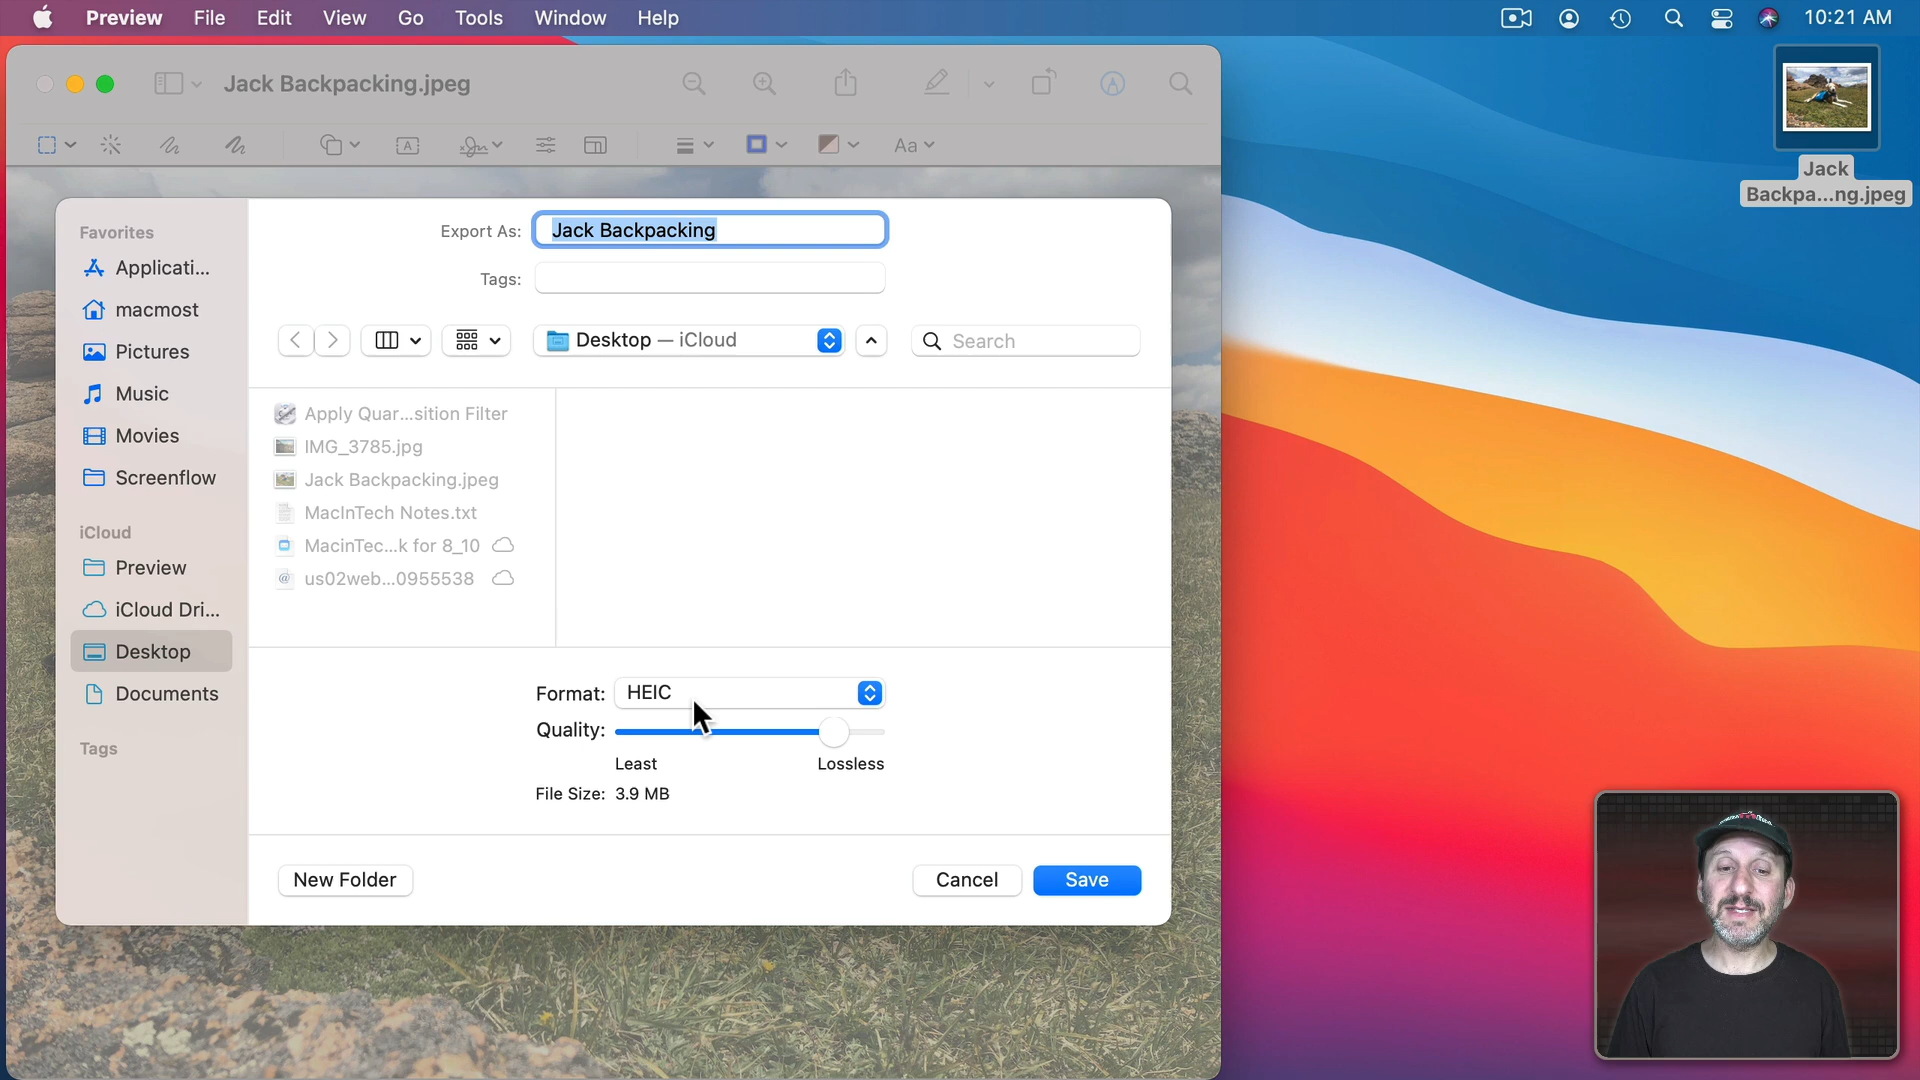 Preview File Edit View Go Tools Window Help
10:21 AM
Jack Backpacking.jpeg
A
Aa
Jack
Backpa...ng.jpeg
Favorites
Applicati...
macmost
Pictures
Music
Movies
Screenflow
iCloud
Preview
iCloud Dri...
Desktop
Documents
Tags
Export As: Jack Backpacking
Tags:
Desktop — iCloud
Search
Apply Quar...sition Filter
IMG_3785.jpg
Jack Backpacking.jpeg
MacInTech Notes.txt
MacinTec...k for 8_10
us02web...0955538
Format: HEIC
Quality:
Least Lossless
File Size: 3.9 MB
New Folder Cancel Save